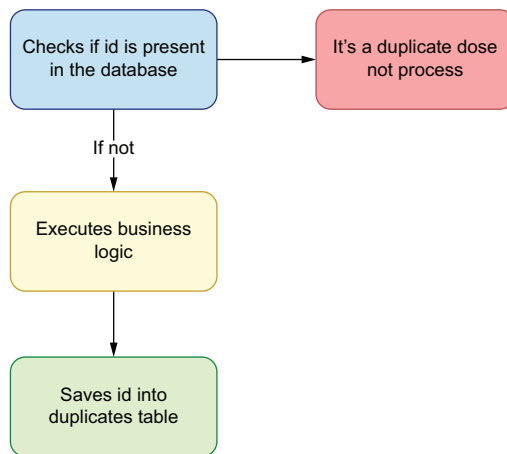 Checks if id is present
in the database
It's a duplicate dose
not process
If not
Executes business
logic
Saves id into
duplicates table